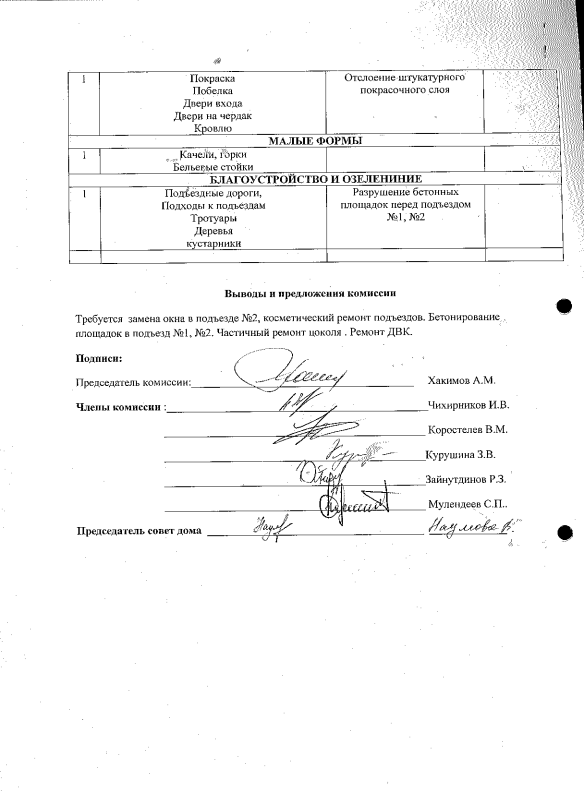 1 Покраска Отслоение штукатурного
Побелка покрасочного слоя
Двери входа
Двери на чердак
Кровлю
МАЛЫЕ ФОРМЫ
1 Качели, горки
Бельевые стойки
БЛАГОУСТРОЙСТВО И ОЗЕЛЕНИНИЕ
1 Подъездные дороги, Разрушение бетонных
Подходы к подъездам площадок перед подъездом
Тротуары №1, №2
Деревья
кустарники
Выводы и предложения комиссии
Требуется замена окна в подъезде №2, косметический ремонт подъездов. Бетонирование
площадок в подъезд №1, №2. Частичный ремонт цоколя . Ремонт ДВК.
Подписи:
Председатель комиссии: Хакимов А.М.
Члены комиссии : Чихирников И.В.
Коростелев В.М.
Курушина З.В.
Зайнутдинов Р.З.
Мулендеев С.П..
Председатель совет дома Наумова В.